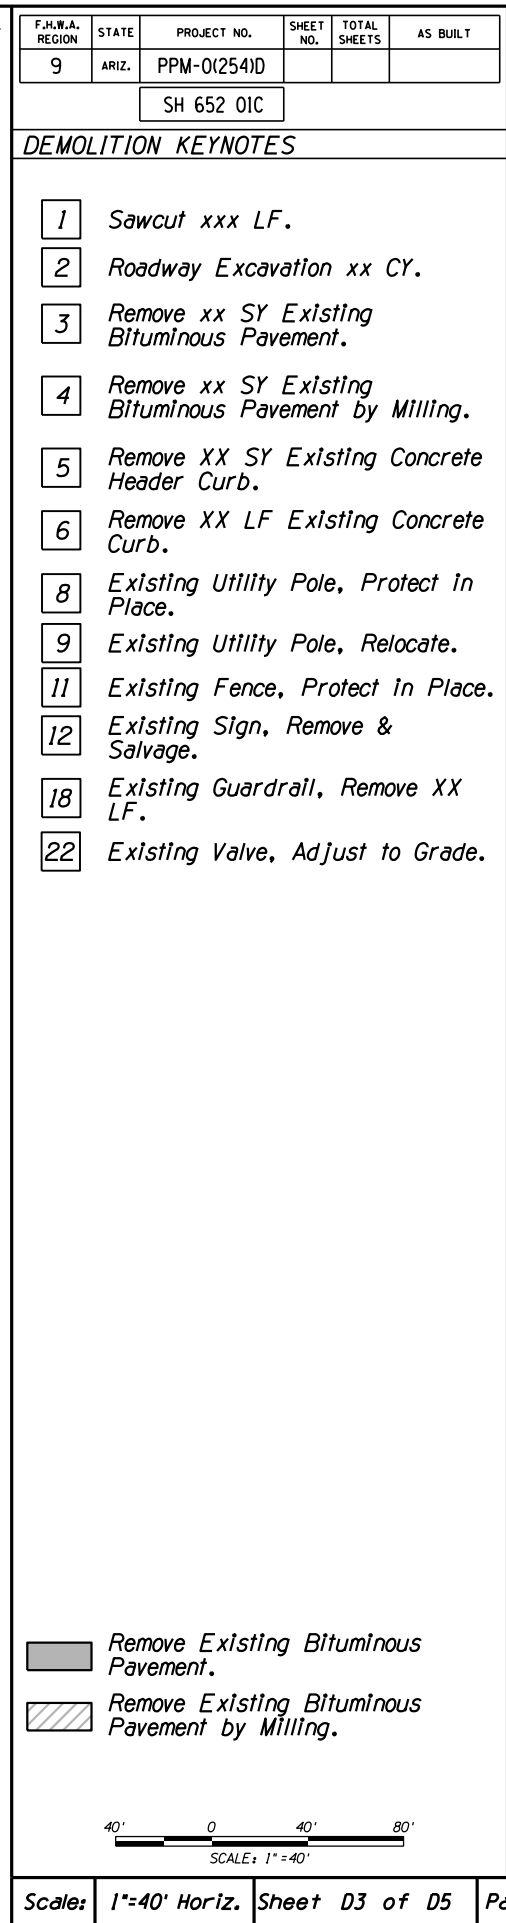 F.H.W.A. REGION STATE PROJECT NO. SHEET NO. TOTAL SHEETS AS BUILT
9 ARIZ. PPM-0(254)D
SH 652 01C
DEMOLITION KEYNOTES
1 Sawcut xxx LF.
2 Roadway Excavation xx CY.
3 Remove xx SY Existing
Bituminous Pavement.
4 Remove xx SY Existing
Bituminous Pavement by Milling.
5 Remove XX SY Existing Concrete
Header Curb.
6 Remove XX LF Existing Concrete
Curb.
8 Existing Utility Pole, Protect in
Place.
9 Existing Utility Pole, Relocate.
11 Existing Fence, Protect in Place.
12 Existing Sign, Remove &
Salvage.
18 Existing Guardrail, Remove XX
LF.
22 Existing Valve, Adjust to Grade.
Remove Existing Bituminous
Pavement.
Remove Existing Bituminous
Pavement by Milling.
40' 0 40' 80'
SCALE: 1"=40'
Scale: 1"=40' Horiz. Sheet D3 of D5